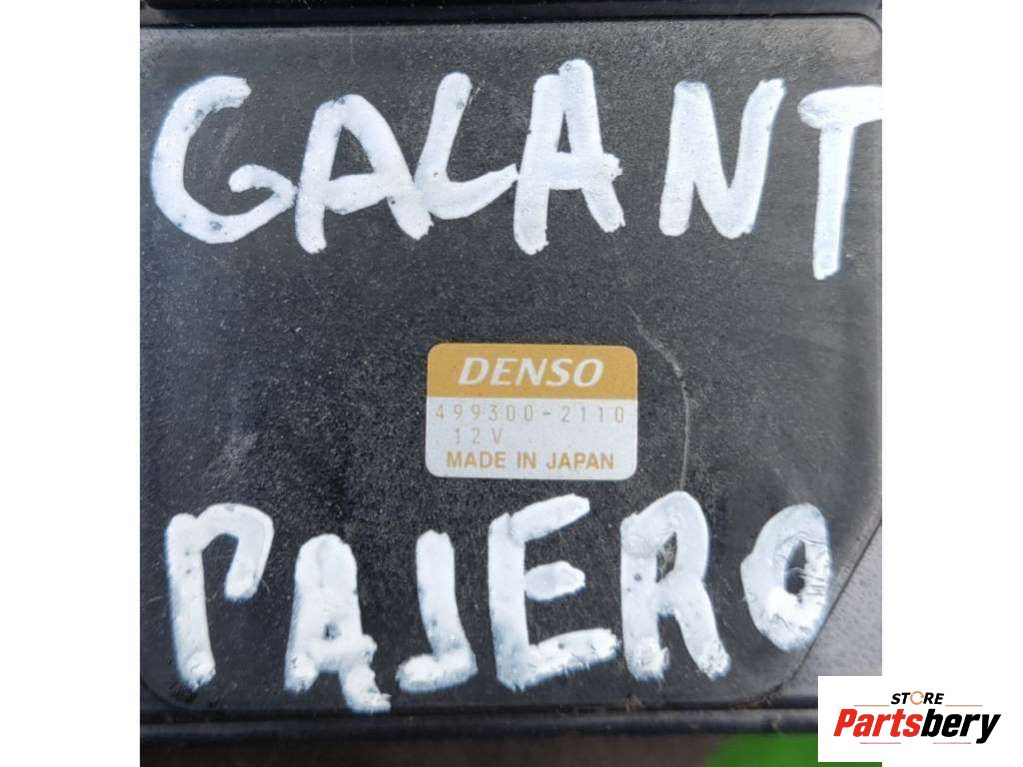 GALANT
DENSO
499300-2110
12V
MADE IN JAPAN
PAJERO
STORE
Partsbery